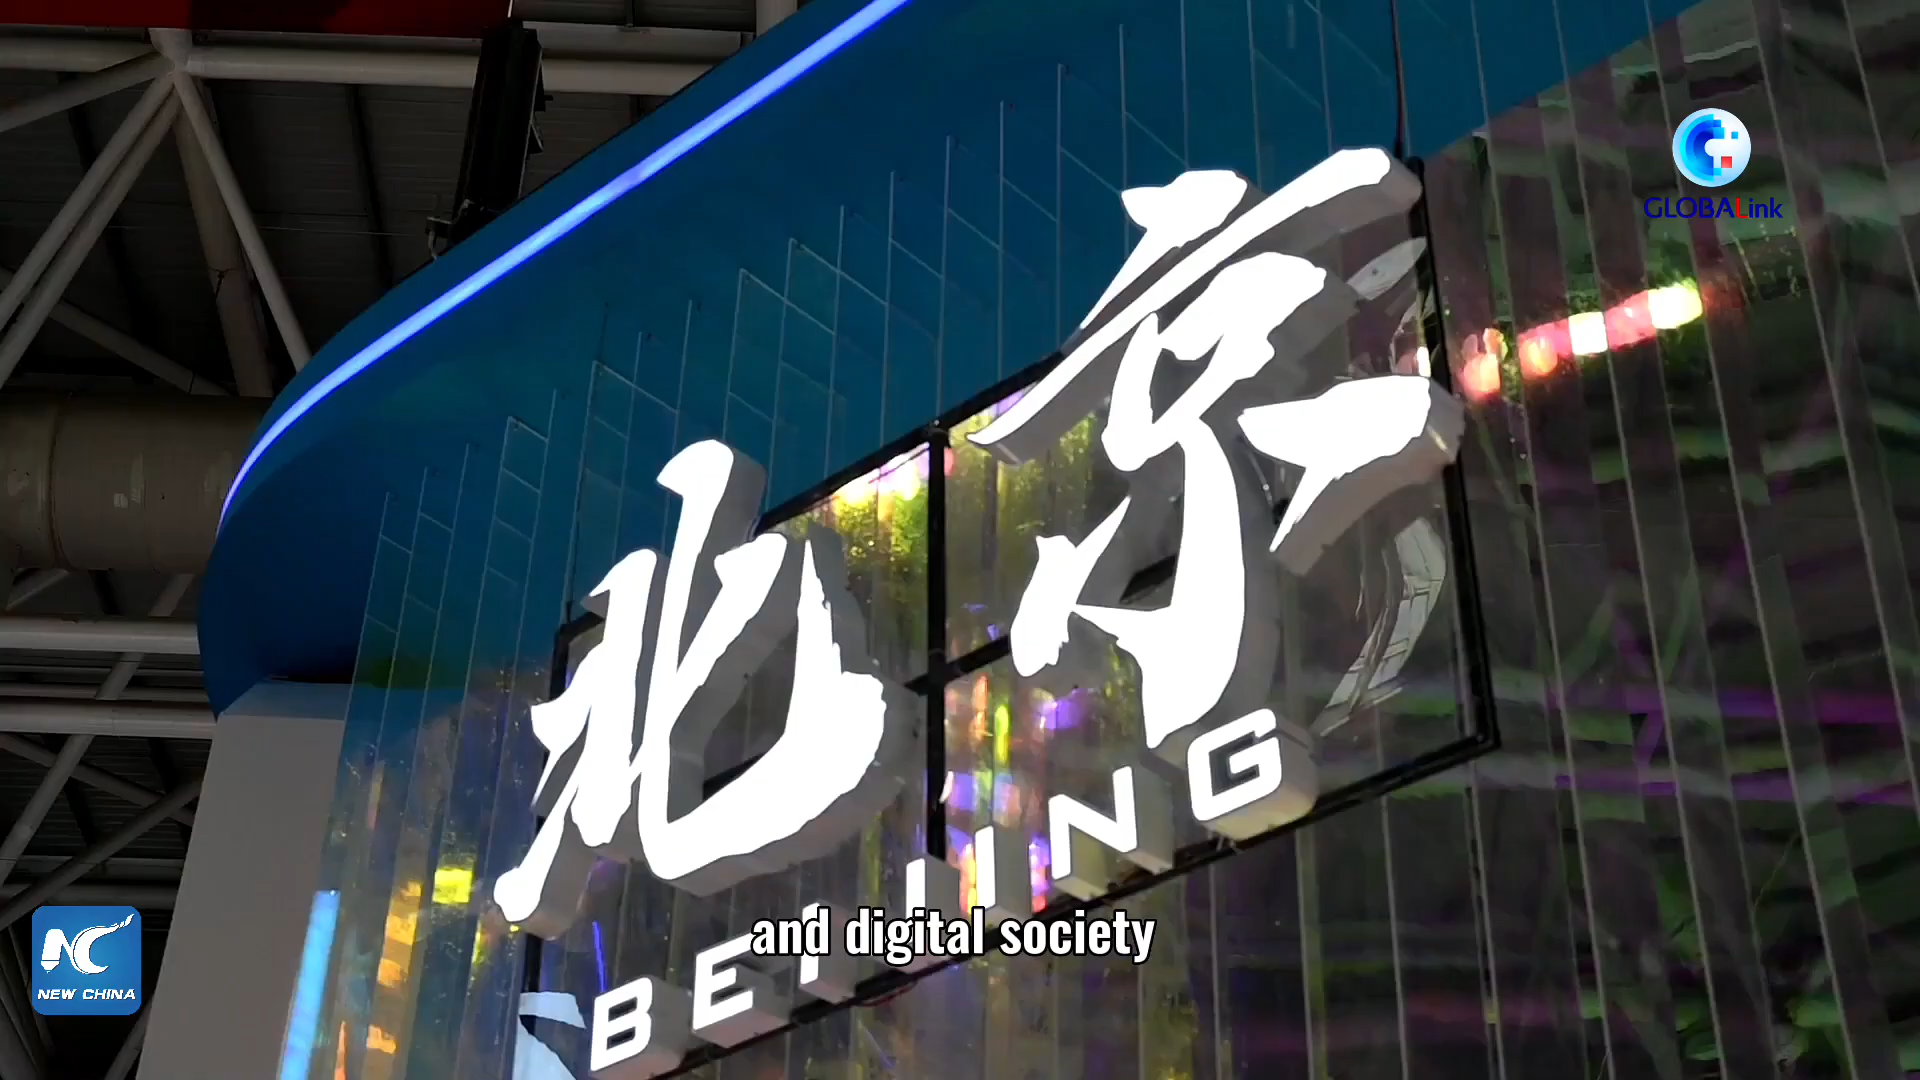 GLOBALink
北京
BEIJING
and digital society
NEW CHINA